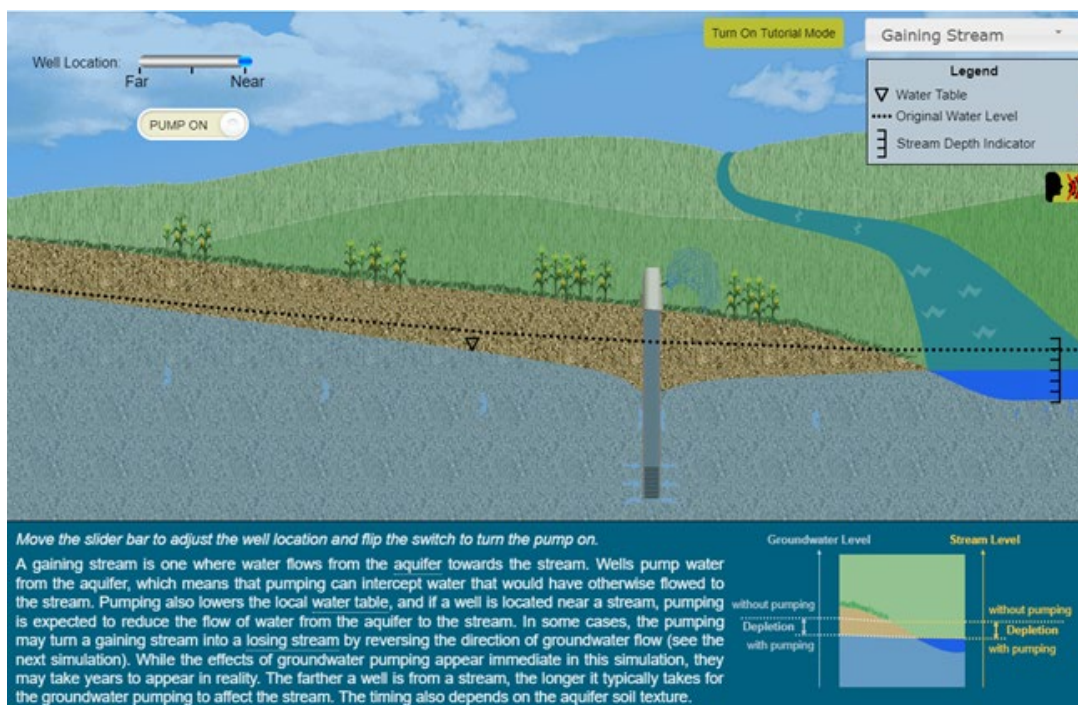 Turn On Tutorial Mode
Gaining Stream
Well Location:
Far
Near
PUMP ON
Legend
Water Table
Original Water Level
Stream Depth Indicator
Move the slider bar to adjust the well location and flip the switch to turn the pump on.
A gaining stream is one where water flows from the aquifer towards the stream. Wells pump water
from the aquifer, which means that pumping can intercept water that would have otherwise flowed to
the stream. Pumping also lowers the local water table, and if a well is located near a stream, pumping
is expected to reduce the flow of water from the aquifer to the stream. In some cases, the pumping
may turn a gaining stream into a losing stream by reversing the direction of groundwater flow (see the
next simulation). While the effects of groundwater pumping appear immediate in this simulation, they
may take years to appear in reality. The farther a well is from a stream, the longer it typically takes for
the groundwater pumping to affect the stream. The timing also depends on the aquifer soil texture.
Groundwater Level
Stream Level
without pumping
Depletion
with pumping
without pumping
Depletion
with pumping